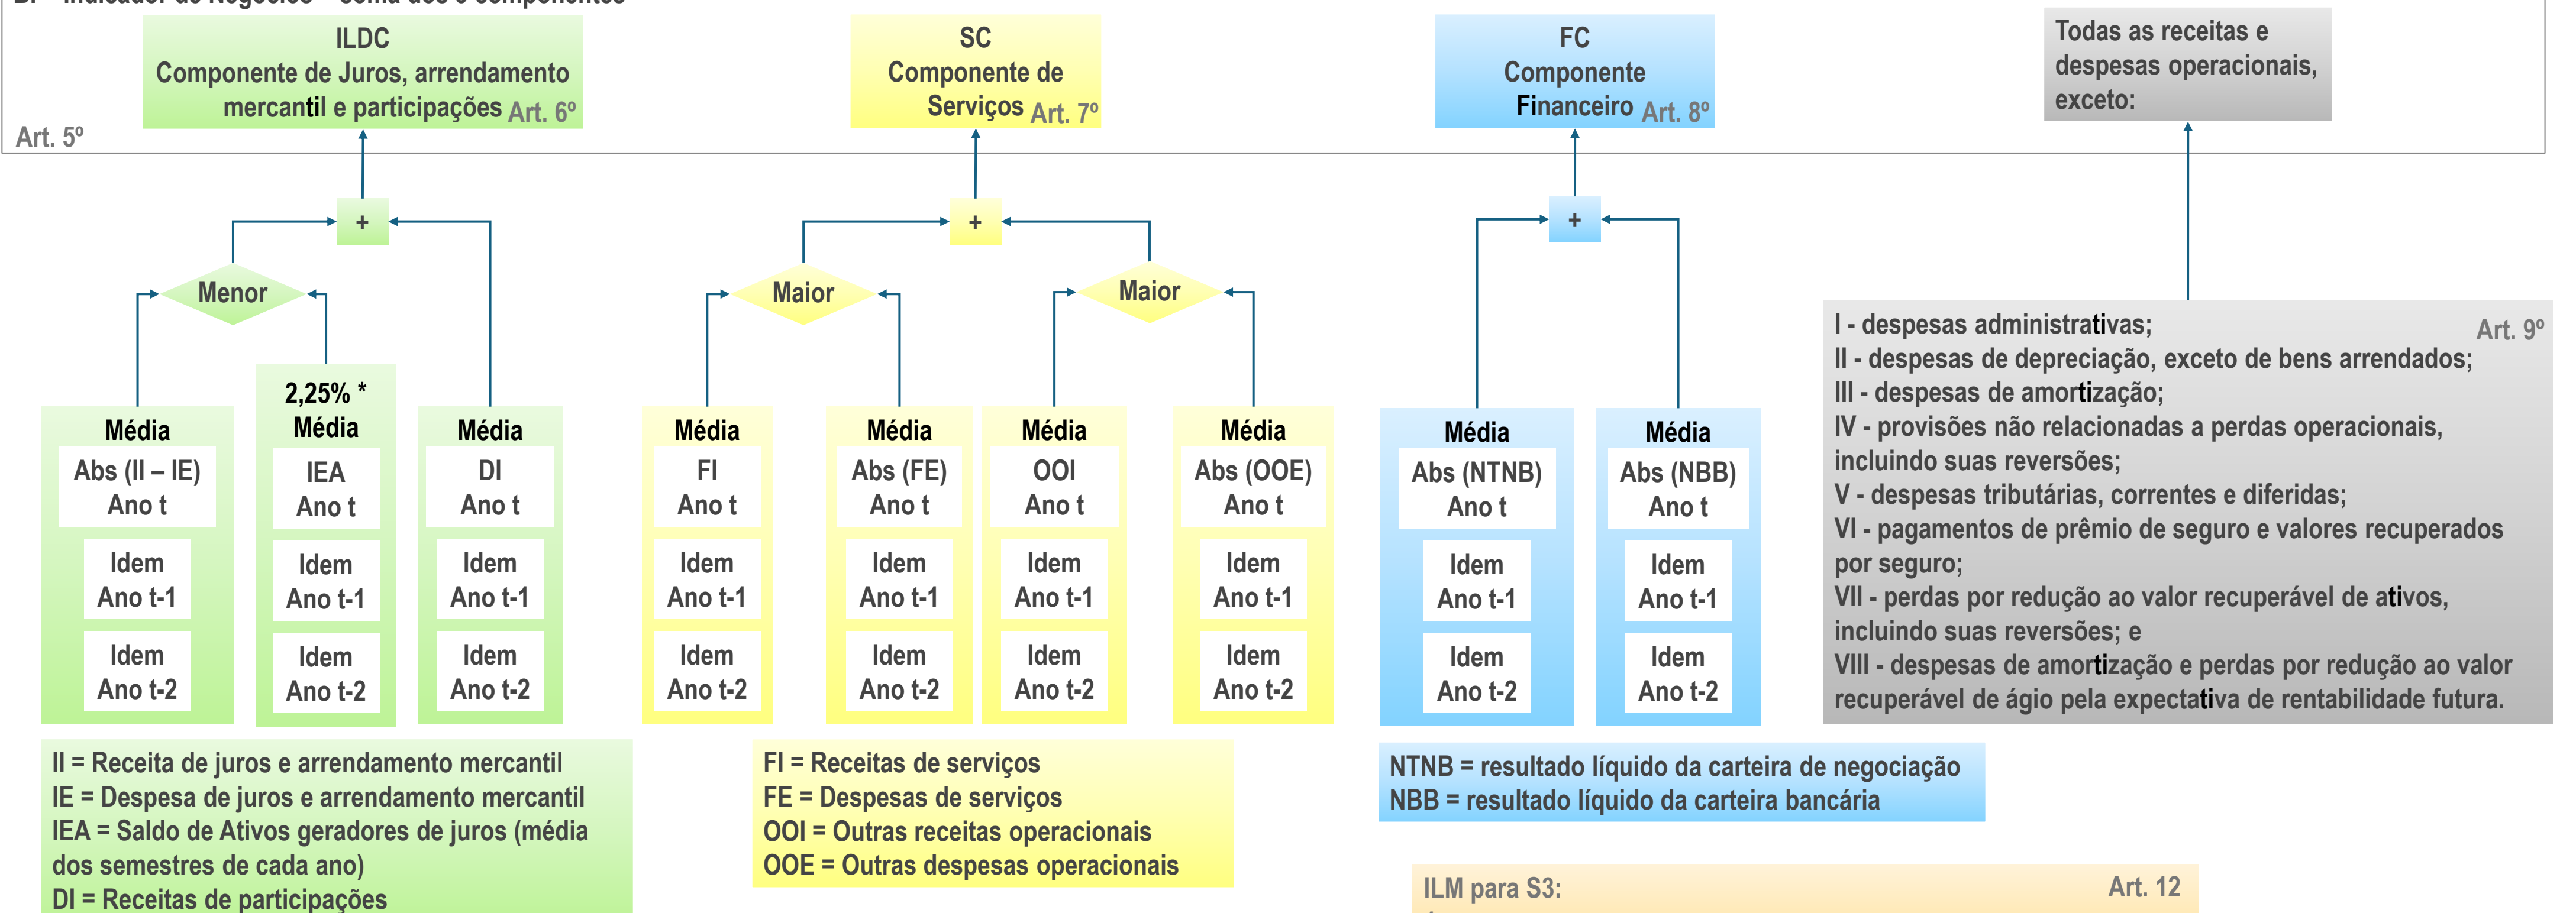 BI = Indicador de Negócios = soma dos 3 componentes
ILDC
Componente de Juros, arrendamento
mercantil e participações Art. 6º
SC
Componente de
Serviços Art. 7º
FC
Componente
Financeiro Art. 8º
Todas as receitas e
despesas operacionais,
exceto:
Art. 5º
+
+
+
Menor
Maior
Maior
Média
Abs (II – IE)
Ano t
Idem
Ano t-1
Idem
Ano t-2
2,25% *
Média
IEA
Ano t
Idem
Ano t-1
Idem
Ano t-2
Média
DI
Ano t
Idem
Ano t-1
Idem
Ano t-2
Média
FI
Ano t
Idem
Ano t-1
Idem
Ano t-2
Média
Abs (FE)
Ano t
Idem
Ano t-1
Idem
Ano t-2
Média
OOI
Ano t
Idem
Ano t-1
Idem
Ano t-2
Média
Abs (OOE)
Ano t
Idem
Ano t-1
Idem
Ano t-2
Média
Abs (NTNB)
Ano t
Idem
Ano t-1
Idem
Ano t-2
Média
Abs (NBB)
Ano t
Idem
Ano t-1
Idem
Ano t-2
I - despesas administrativas; Art. 9º
II - despesas de depreciação, exceto de bens arrendados;
III - despesas de amortização;
IV - provisões não relacionadas a perdas operacionais,
incluindo suas reversões;
V - despesas tributárias, correntes e diferidas;
VI - pagamentos de prêmio de seguro e valores recuperados
por seguro;
VII - perdas por redução ao valor recuperável de ativos,
incluindo suas reversões; e
VIII - despesas de amortização e perdas por redução ao valor
recuperável de ágio pela expectativa de rentabilidade futura.
II = Receita de juros e arrendamento mercantil
IE = Despesa de juros e arrendamento mercantil
IEA = Saldo de Ativos geradores de juros (média
dos semestres de cada ano)
DI = Receitas de participações
FI = Receitas de serviços
FE = Despesas de serviços
OOI = Outras receitas operacionais
OOE = Outras despesas operacionais
NTNB = resultado líquido da carteira de negociação
NBB = resultado líquido da carteira bancária
ILM para S3: Art. 12